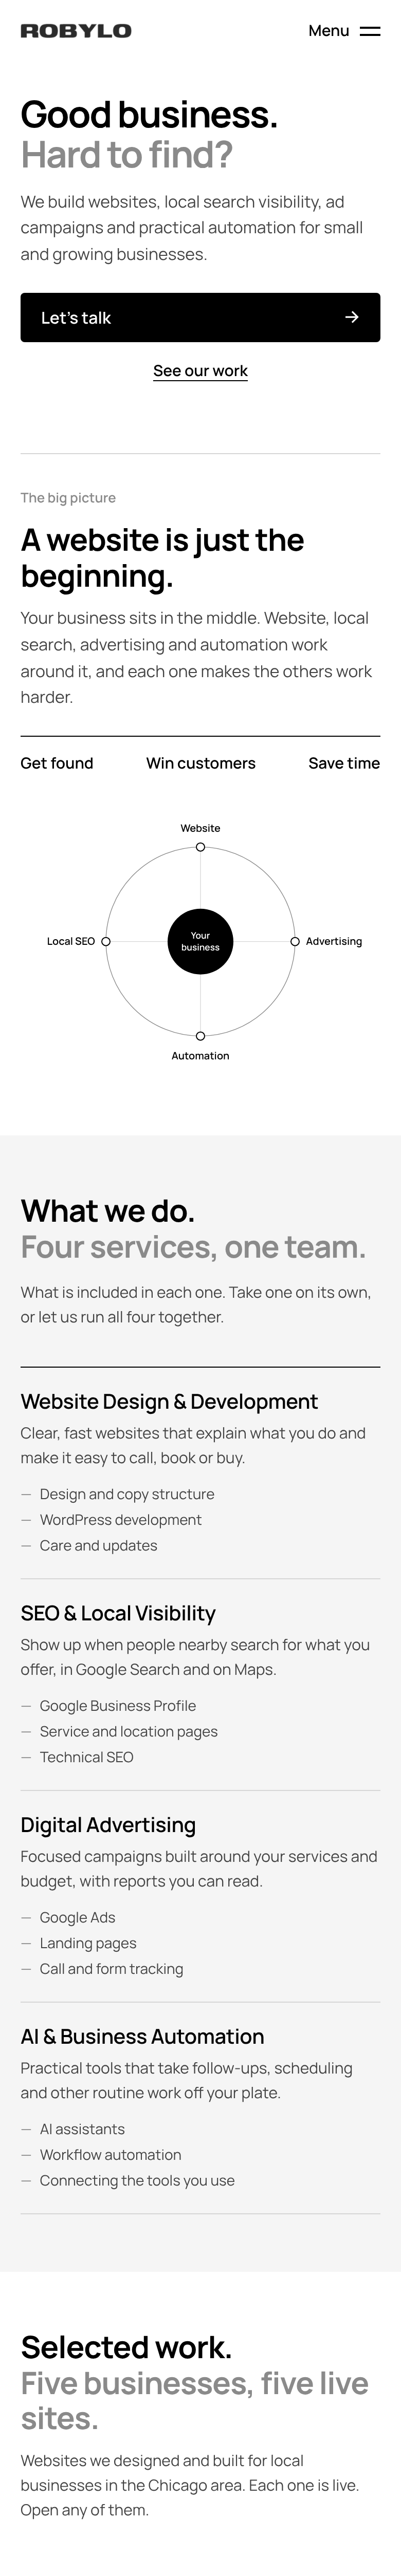 ROBYLO
Menu
Good business.
Hard to find?
We build websites, local search visibility, ad
campaigns and practical automation for small
and growing businesses.
Let’s talk
See our work
The big picture
A website is just the
beginning.
Your business sits in the middle. Website, local
search, advertising and automation work
around it, and each one makes the others work
harder.
Get found Win customers Save time
Website
Local SEO
Your
business
Advertising
Automation
What we do.
Four services, one team.
What is included in each one. Take one on its own,
or let us run all four together.
Website Design & Development
Clear, fast websites that explain what you do and
make it easy to call, book or buy.
— Design and copy structure
— WordPress development
— Care and updates
SEO & Local Visibility
Show up when people nearby search for what you
offer, in Google Search and on Maps.
— Google Business Profile
— Service and location pages
— Technical SEO
Digital Advertising
Focused campaigns built around your services and
budget, with reports you can read.
— Google Ads
— Landing pages
— Call and form tracking
AI & Business Automation
Practical tools that take follow-ups, scheduling
and other routine work off your plate.
— AI assistants
— Workflow automation
— Connecting the tools you use
Selected work.
Five businesses, five live
sites.
Websites we designed and built for local
businesses in the Chicago area. Each one is live.
Open any of them.